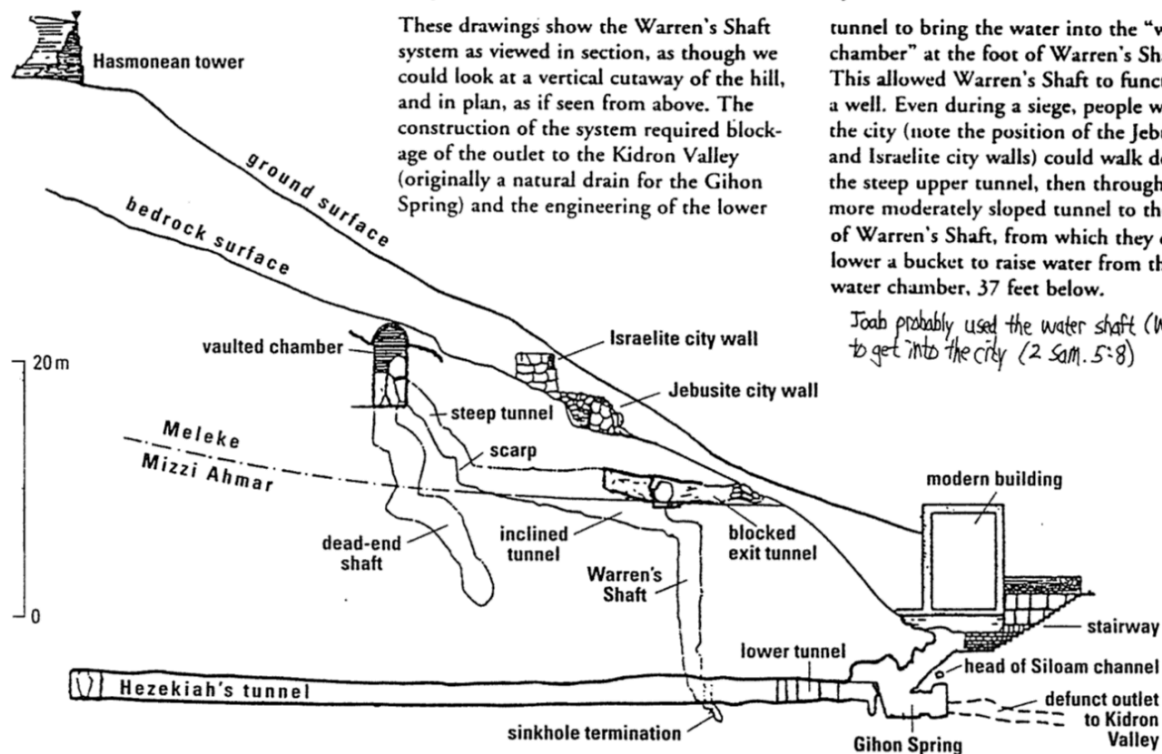 These drawings show the Warren's Shaft
system as viewed in section, as though we
could look at a vertical cutaway of the hill,
and in plan, as if seen from above. The
construction of the system required block-
age of the outlet to the Kidron Valley
(originally a natural drain for the Gihon
Spring) and the engineering of the lower
tunnel to bring the water into the "w
chamber" at the foot of Warren's Sha
This allowed Warren's Shaft to funct
a well. Even during a siege, people w
the city (note the position of the Jebu
and Israelite city walls) could walk do
the steep upper tunnel, then through
more moderately sloped tunnel to the
of Warren's Shaft, from which they c
lower a bucket to raise water from th
water chamber, 37 feet below.
Joab probably used the water shaft (W
to get into the city (2 Sam. 5:8)
Hasmonean tower
ground surface
bedrock surface
vaulted chamber
Israelite city wall
Jebusite city wall
20 m
steep tunnel
scarp
Meleke
Mizzi Ahmar
modern building
dead-end
shaft
inclined
tunnel
blocked
exit tunnel
Warren's
Shaft
0
stairway
lower tunnel
head of Siloam channel
Hezekiah's tunnel
defunct outlet
to Kidron
Valley
sinkhole termination
Gihon Spring